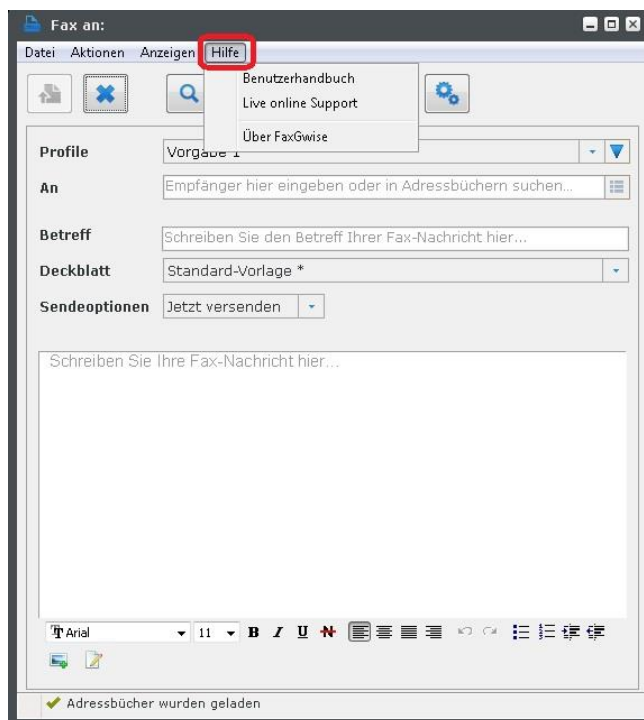 Fax an:
Datei Aktionen Anzeigen Hilfe
Benutzerhandbuch
Live online Support
Über FaxGwise
Profile
Vorgabe 1
An
Empfänger hier eingeben oder in Adressbüchern suchen...
Betreff
Schreiben Sie den Betreff Ihrer Fax-Nachricht hier...
Deckblatt
Standard-Vorlage *
Sendeoptionen
Jetzt versenden
Schreiben Sie Ihre Fax-Nachricht hier...
Arial 11 B I U
Adressbücher wurden geladen